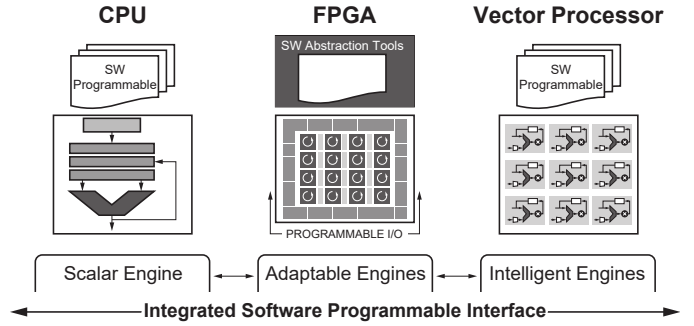 CPU
FPGA
Vector Processor
SW
Programmable
SW Abstraction Tools
SW
Programmable
PROGRAMMABLE I/O
Scalar Engine
Adaptable Engines
Intelligent Engines
Integrated Software Programmable Interface